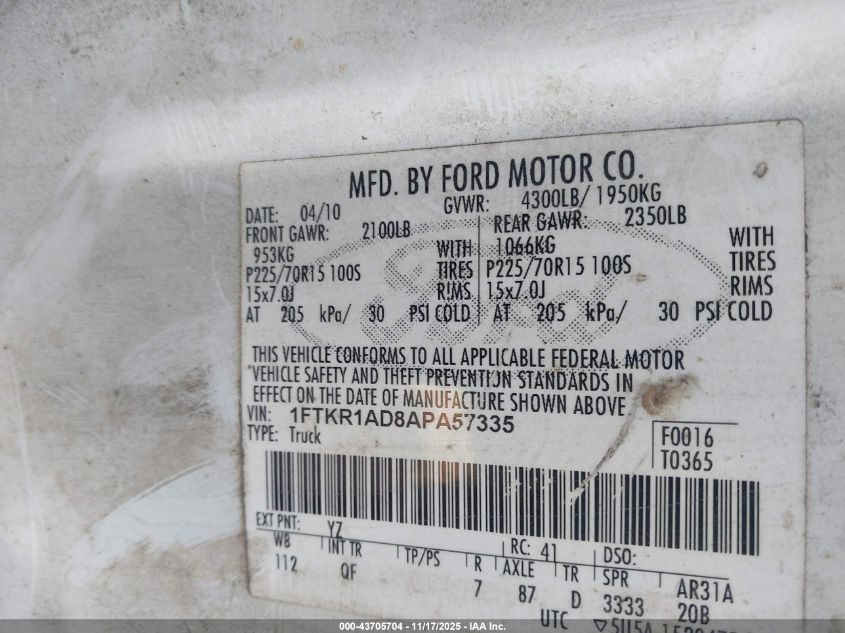 MFD. BY FORD MOTOR CO.
DATE: 04/10 GVWR: 4300LB/ 1950KG
FRONT GAWR: 2100LB REAR GAWR: 2350LB
953KG WITH 1066KG WITH
P225/70R15 100S TIRES P225/70R15 100S TIRES
15x7.0J RIMS 15x7.0J RIMS
AT 205 kPa/ 30 PSI COLD AT 205 kPa/ 30 PSI COLD
THIS VEHICLE CONFORMS TO ALL APPLICABLE FEDERAL MOTOR
VEHICLE SAFETY AND THEFT PREVENTION STANDARDS IN
EFFECT ON THE DATE OF MANUFACTURE SHOWN ABOVE
VIN: 1FTKR1AD8APA57335
TYPE: Truck
F0016
T0365
EXT PNT: YZ RC: 41 DSO:
WB INT TR TP/PS R AXLE TR SPR AR31A
112 QF 7 87 D 3333 20B
UTC
000-43705704 - 11/17/2025 - IAA Inc.